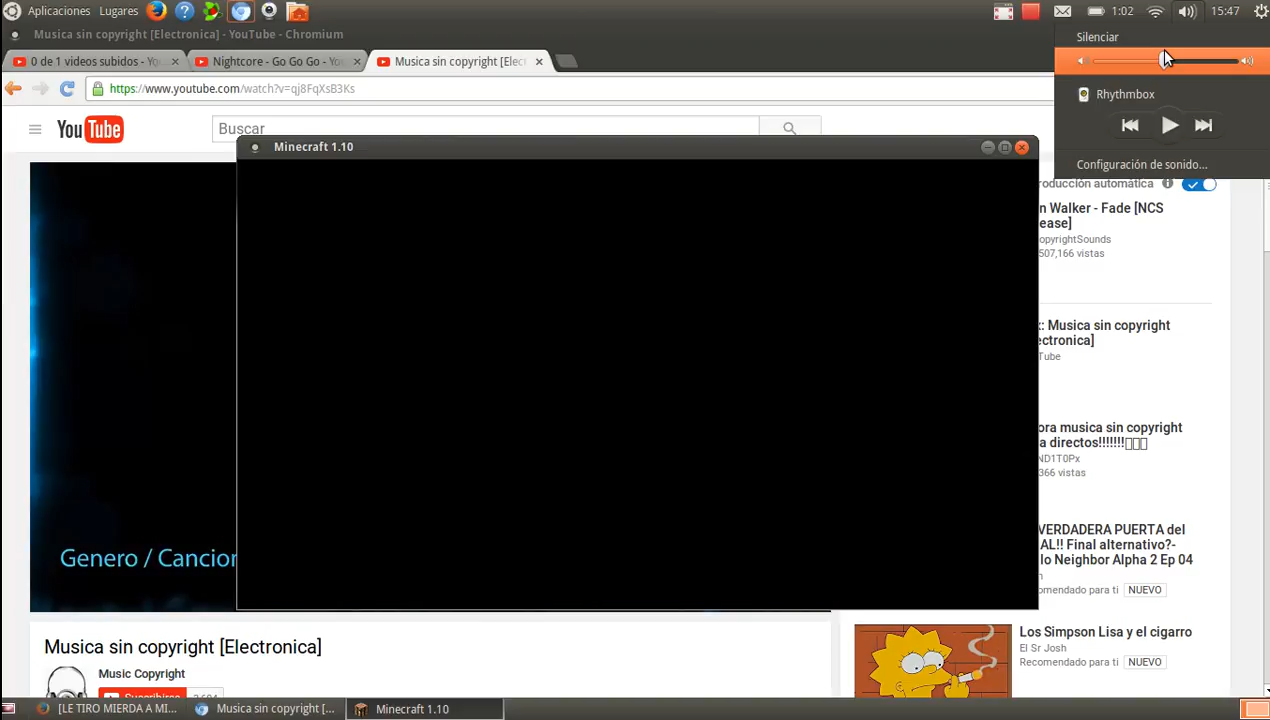 Aplicaciones Lugares 1:02 15:47
Musica sin copyright [Electronica] - YouTube - Chromium
Silenciar
0 de 1 videos subidos - Yo
Nightcore - Go Go Go - YouTube
Musica sin copyright [Elect
https://www.youtube.com/watch?v=qj8FqXsB3Ks
Rhythmbox
Configuración de sonido...
YouTube
Buscar
Minecraft 1.10
roducción automática
n Walker - Fade [NCS
ease]
opyrightSounds
507,166 vistas
x: Musica sin copyright
ectronica]
Tube
ora musica sin copyright
a directos!!!!!!!
ND1T0Px
366 vistas
VERDADERA PUERTA del
AL!! Final alternativo?-
lo Neighbor Alpha 2 Ep 04
n
mendado para ti NUEVO
Genero / Cancion
Musica sin copyright [Electronica]
Music Copyright
Suscribirse
Los Simpson Lisa y el cigarro
El Sr Josh
Recomendado para ti NUEVO
[LE TIRO MIERDA A MI... Musica sin copyright [... Minecraft 1.10